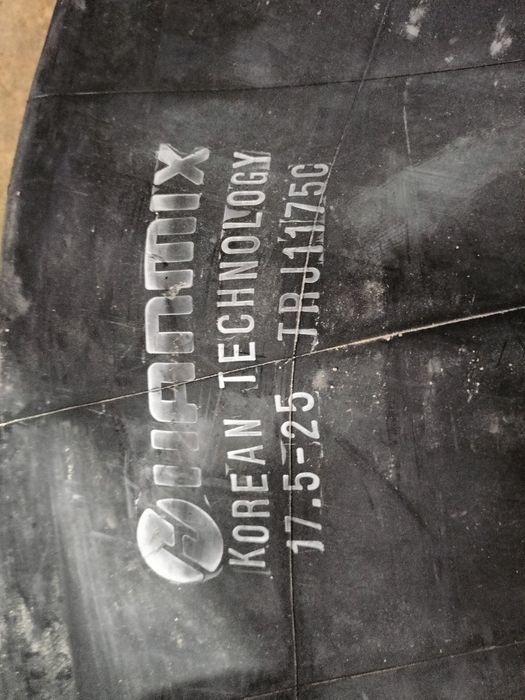 HANMIX
KOREAN TECHNOLOGY
17.5-25 TRJ1175C